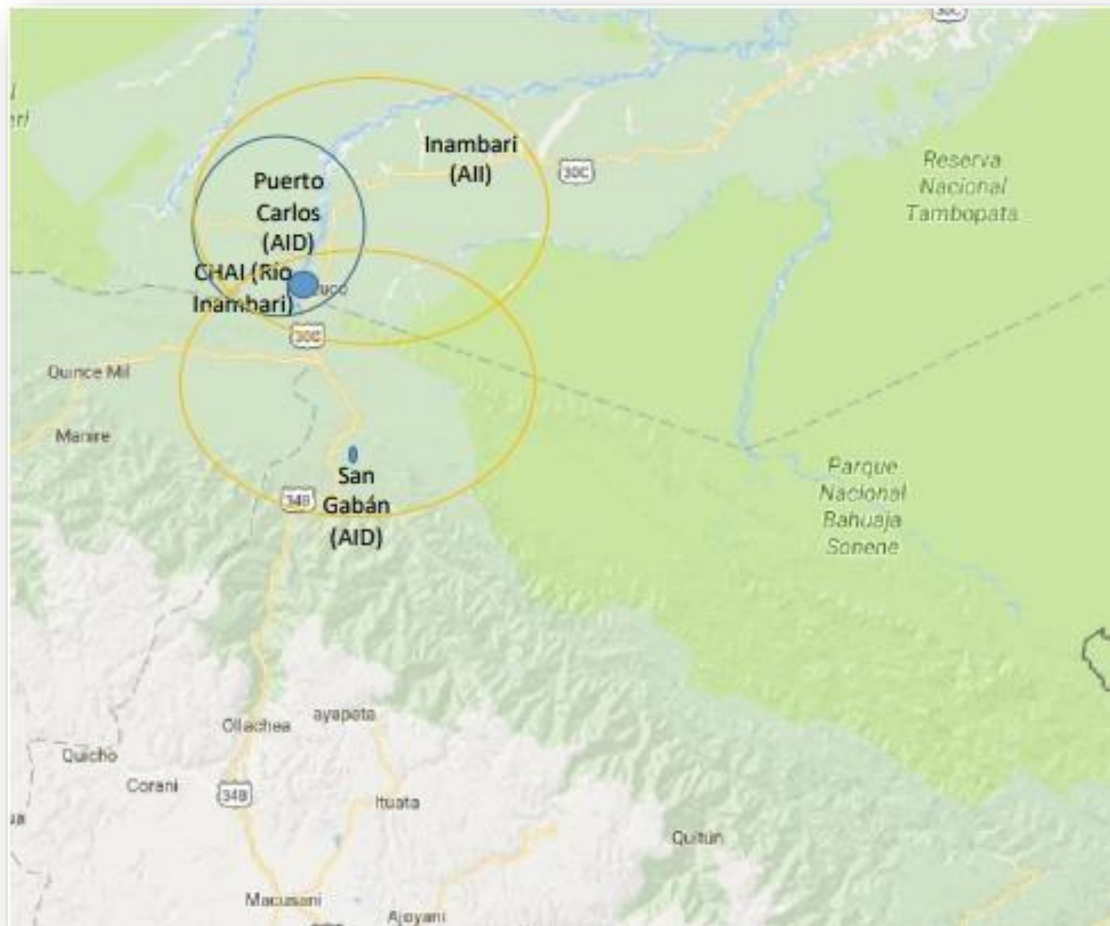 30C
Inambari
(AII)
30C
Reserva
Nacional
Tambopata
Puerto
Carlos
(AID)
CHAI (Rio
Inambari)
30C
Quince Mil
Parque
Nacional
Bahuaja
Sonene
San
Gabán
(AID)
34B
Ollachea
ayapata
Quicho
Corani
34B
Ituata
Quitún
Macusani
Ajoyani